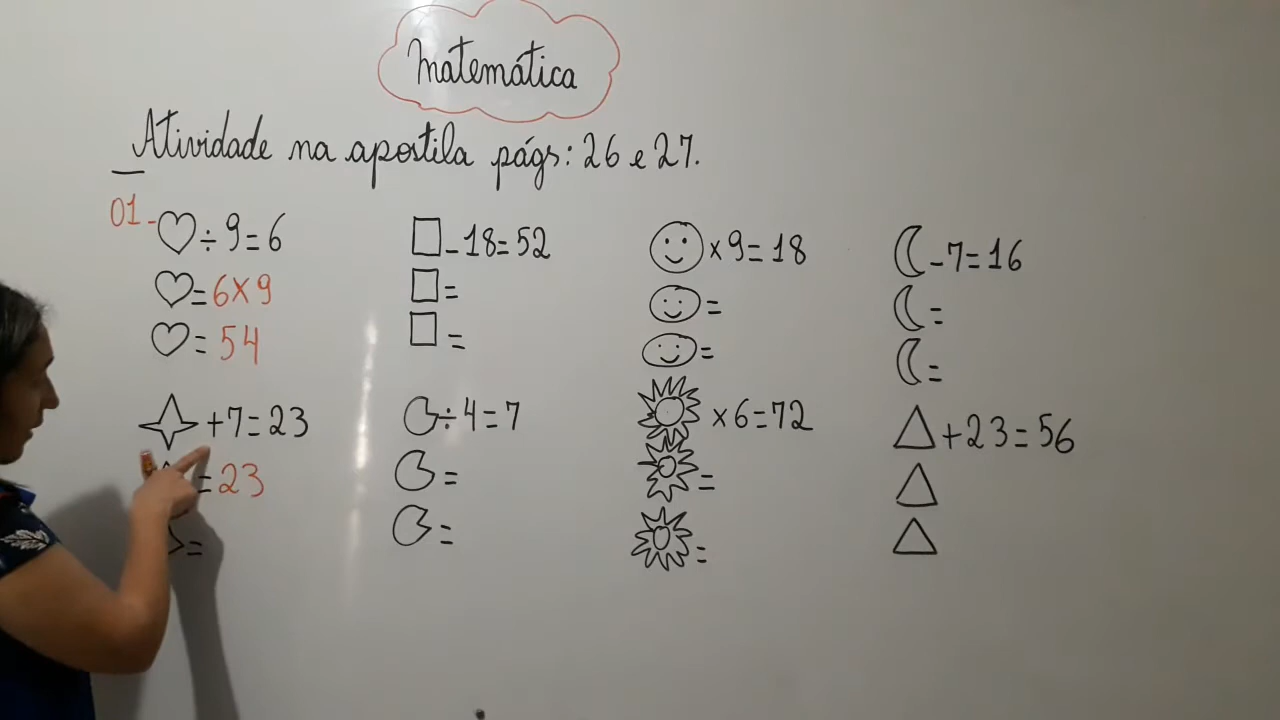 Matemática
Atividade na apostila págs: 26 e 27.
01- ♡ ÷ 9 = 6
♡ = 6 x 9
♡ = 54
□ - 18 = 52
□ =
□ =
☺ x 9 = 18
☺ =
☺ =
☾ - 7 = 16
☾ =
☾ =
✧ + 7 = 23
= 23
=
÷ 4 = 7
=
=
☼ x 6 = 72
☼ =
☼ =
△ + 23 = 56
△
△